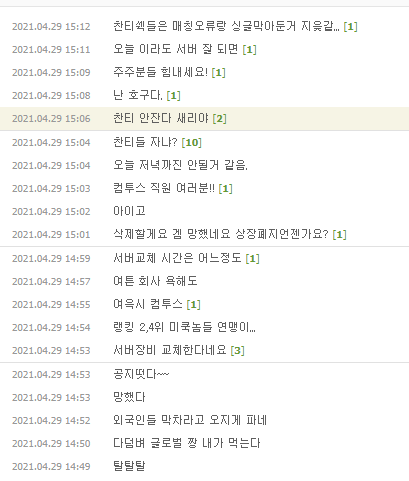 2021.04.29 15:12 찬티쉑들은 매칭오류랑 싱글막아둔거 지읒같... [1]
2021.04.29 15:11 오늘 이라도 서버 잘 되면 [1]
2021.04.29 15:09 주주분들 힘내세요! [1]
2021.04.29 15:08 난 호구다, [1]
2021.04.29 15:06 찬티 안잔다 새리야 [2]
2021.04.29 15:04 찬티들 자냐? [10]
2021.04.29 15:04 오늘 저녁까진 안될거 같음,
2021.04.29 15:03 컴투스 직원 여러분!! [1]
2021.04.29 15:02 아이고
2021.04.29 15:01 삭제할게요 겜 망했네요 상장폐지언젠가요? [1]
2021.04.29 14:59 서버교체 시간은 어느정도 [1]
2021.04.29 14:57 여튼 회사 욕해도
2021.04.29 14:55 여윽시 컴투스 [1]
2021.04.29 14:54 랭킹 2,4위 미쿡놈들 연맹이...
2021.04.29 14:53 서버장비 교체한다네요 [3]
2021.04.29 14:53 공지떳다~~
2021.04.29 14:53 망했다
2021.04.29 14:52 외국인들 막차라고 오지게 파네
2021.04.29 14:50 다덤벼 글로벌 짱 내가 먹는다
2021.04.29 14:49 탈탈탈